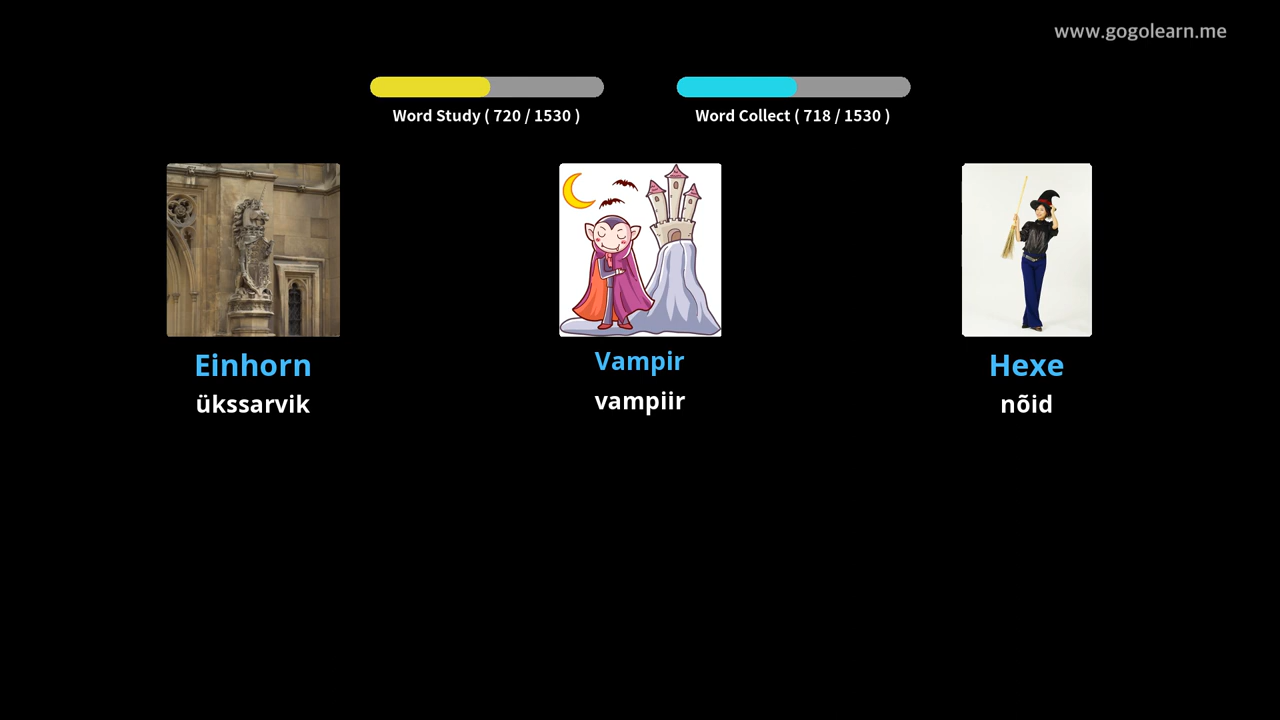 www.gogolearn.me
Word Study ( 720 / 1530 )
Word Collect ( 718 / 1530 )
Einhorn
ükssarvik
Vampir
vampiir
Hexe
nõid